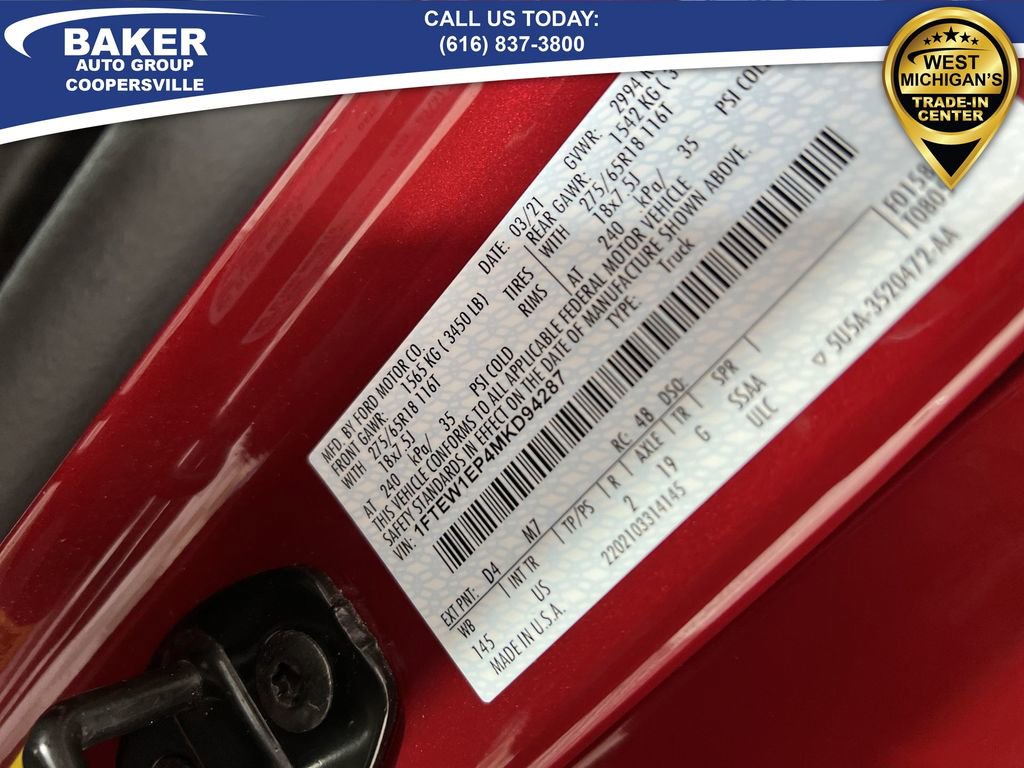 BAKER
AUTO GROUP
COOPERSVILLE
CALL US TODAY:
(616) 837-3800
WEST
MICHIGAN'S
TRADE-IN
CENTER
MFD. BY FORD MOTOR CO.
DATE: 03/21
GVWR: 2994
FRONT GAWR: 1565 KG ( 3450 LB)
REAR GAWR: 1542 KG (
WITH 275/65R18 116T TIRES
WITH 275/65R18 116T
18x7.5J RIMS
18x7.5J
AT 240 kPa/ 35 PSI COLD
AT 240 kPa/ 35 PSI
THIS VEHICLE CONFORMS TO ALL APPLICABLE FEDERAL MOTOR VEHICLE
SAFETY STANDARDS IN EFFECT ON THE DATE OF MANUFACTURE SHOWN ABOVE.
VIN: 1FTEW1EP4MKD94287
TYPE: Truck
EXT PNT: D4 M7 RC: 48 DSO:
WB INT TR TP/PS R AXLE TR SPR
145 US 2 19 G SSAA
ULC
MADE IN U.S.A. 2202103314145
5U5A-3520472-AA